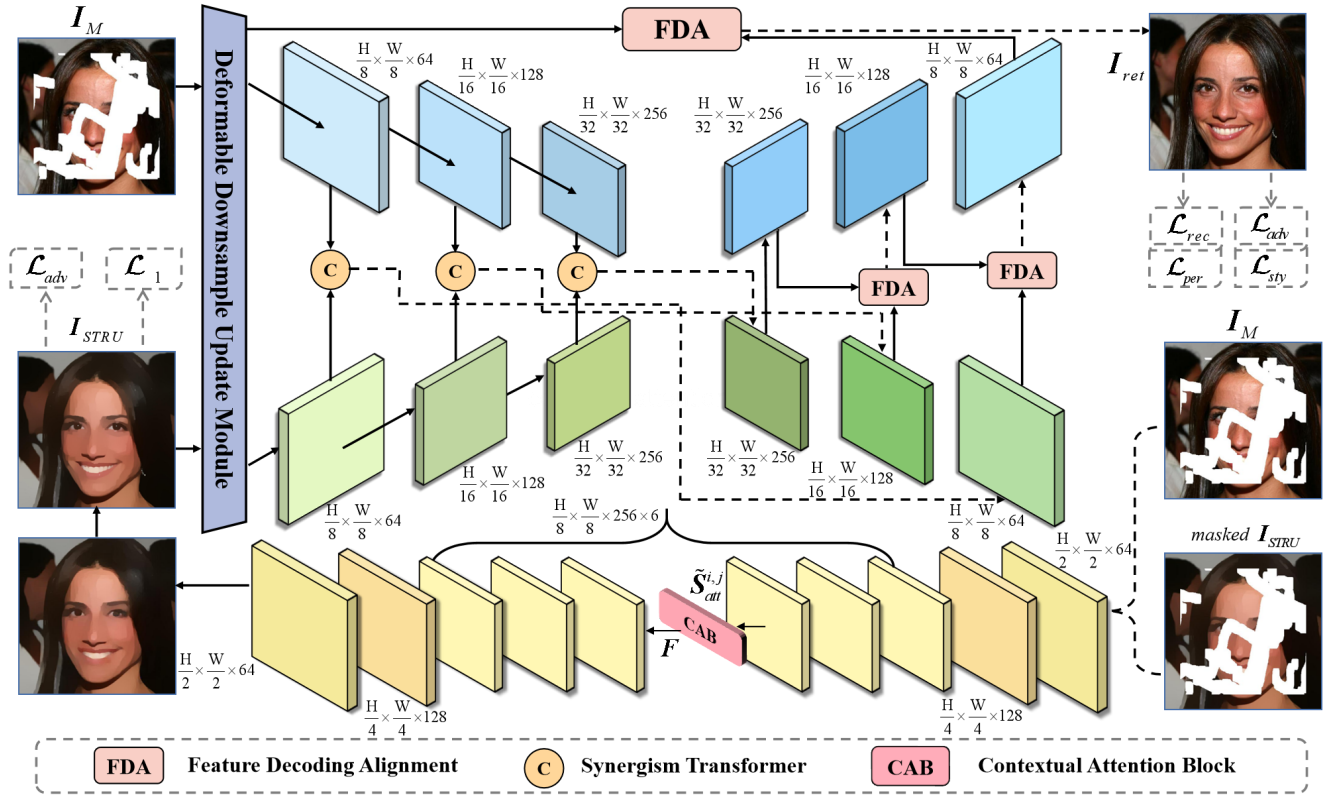 I_M
Deformable Downsample Update Module
FDA
I_ret
H/8 × W/8 × 64
H/16 × W/16 × 128
H/32 × W/32 × 256
H/32 × W/32 × 256
H/16 × W/16 × 128
H/8 × W/8 × 64
L_rec
L_adv
L_per
L_sty
L_adv
L_1
C
C
C
FDA
FDA
I_STRU
I_M
H/8 × W/8 × 64
H/16 × W/16 × 128
H/32 × W/32 × 256
H/32 × W/32 × 256
H/16 × W/16 × 128
H/8 × W/8 × 64
H/8 × W/8 × 256 × 6
H/2 × W/2 × 64
masked I_STRU
S̃_att^{i,j}
CAB
F
H/2 × W/2 × 64
H/4 × W/4 × 128
H/4 × W/4 × 128
FDA Feature Decoding Alignment
C Synergism Transformer
CAB Contextual Attention Block